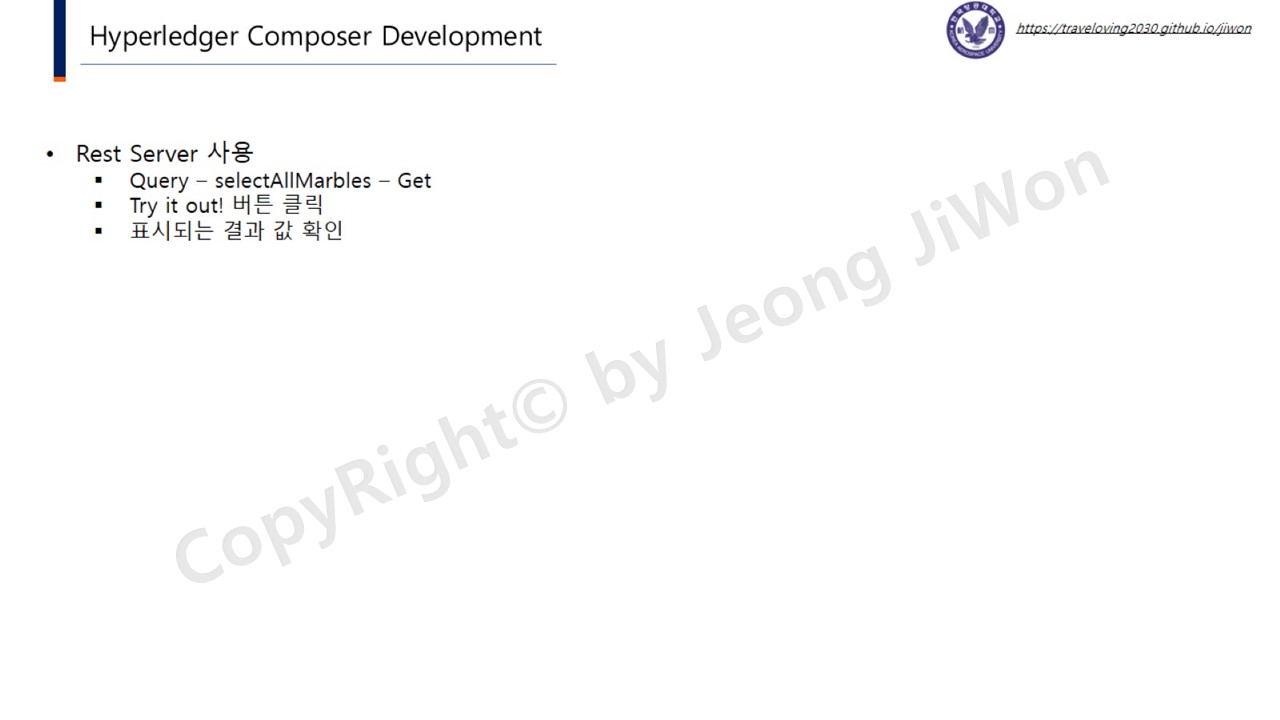 Hyperledger Composer Development
https://traveloving2030.github.io/jiwon
• Rest Server 사용
▪ Query – selectAllMarbles – Get
▪ Try it out! 버튼 클릭
▪ 표시되는 결과 값 확인
CopyRight© by Jeong JiWon